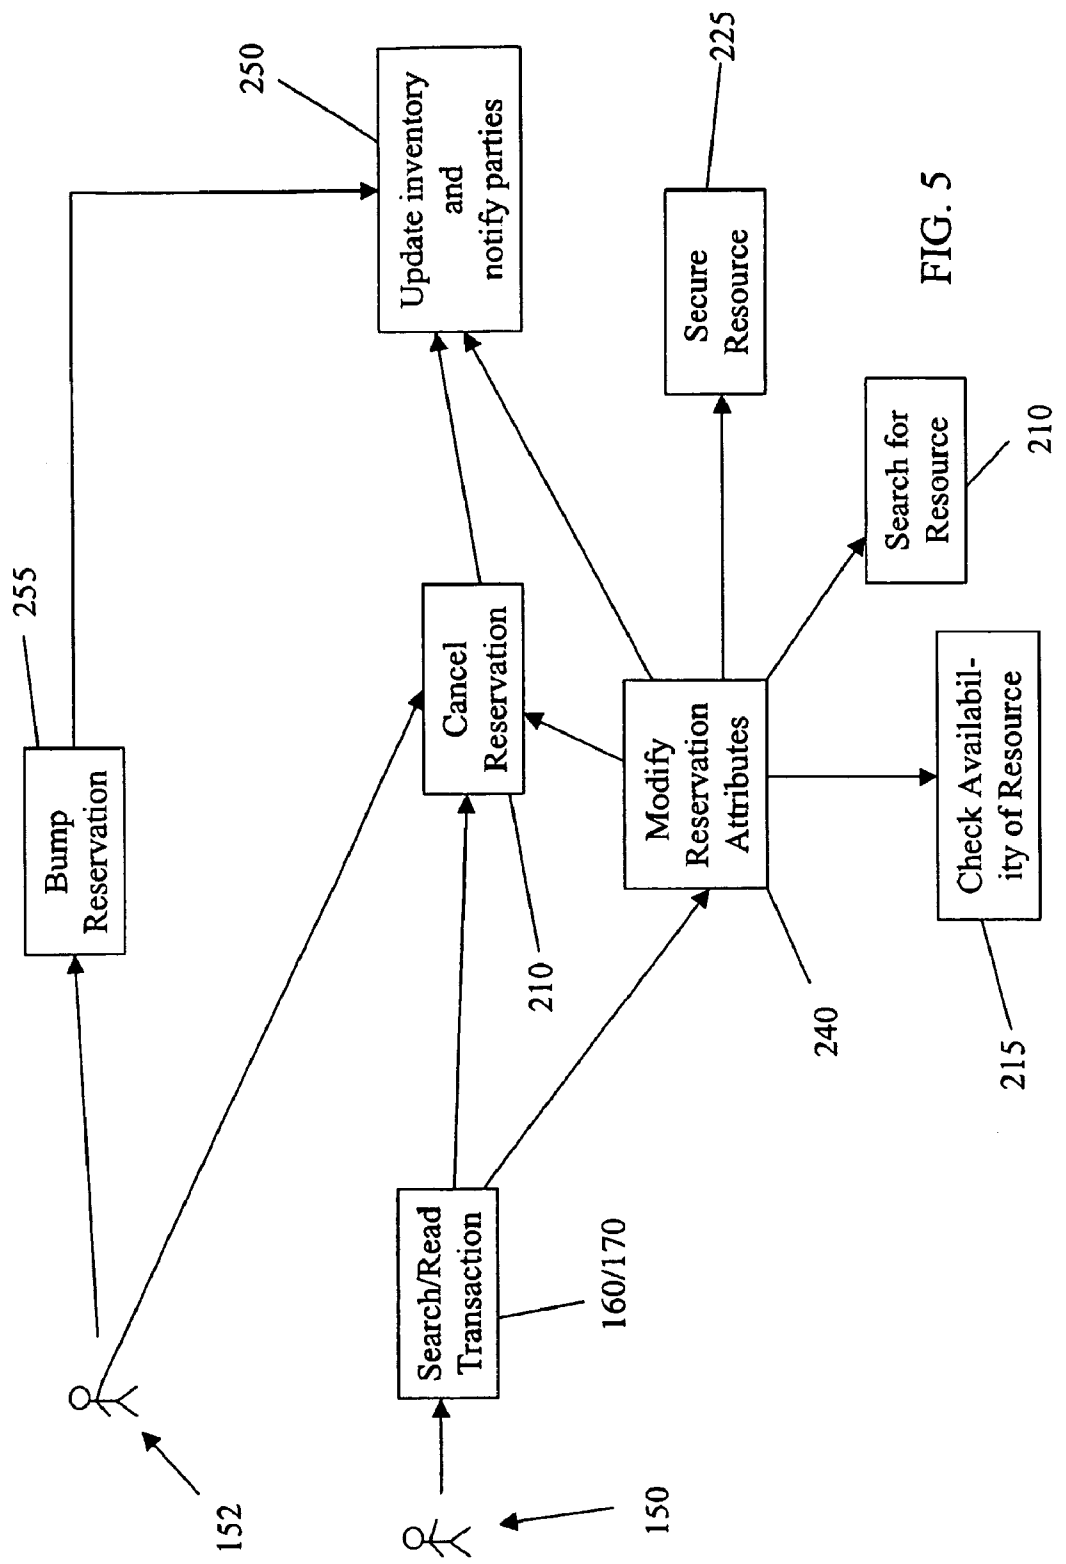 255
Bump
Reservation
250
Update inventory
and
notify parties
152
Cancel
Reservation
210
Search/Read
Transaction
160/170
150
Modify
Reservation
Attributes
240
Secure
Resource
225
Search for
Resource
210
Check Availabil-
ity of Resource
215
FIG. 5